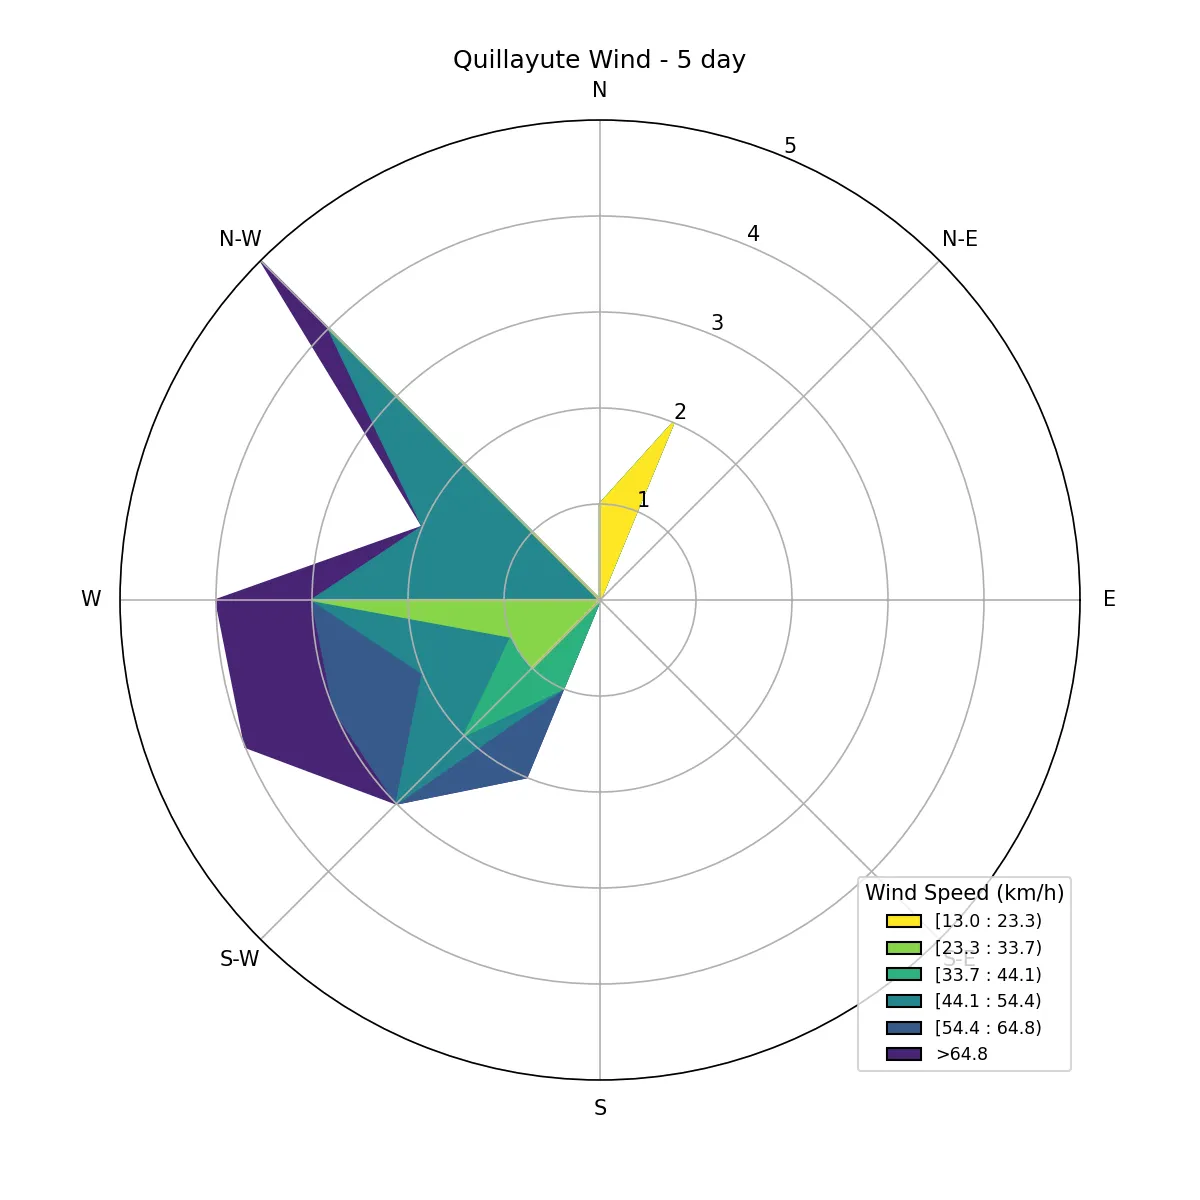 Quillayute Wind - 5 day
N
5
N-W
4
N-E
3
2
1
W
E
S-W
S-E
Wind Speed (km/h)
[13.0 : 23.3)
[23.3 : 33.7)
[33.7 : 44.1)
[44.1 : 54.4)
[54.4 : 64.8)
>64.8
S